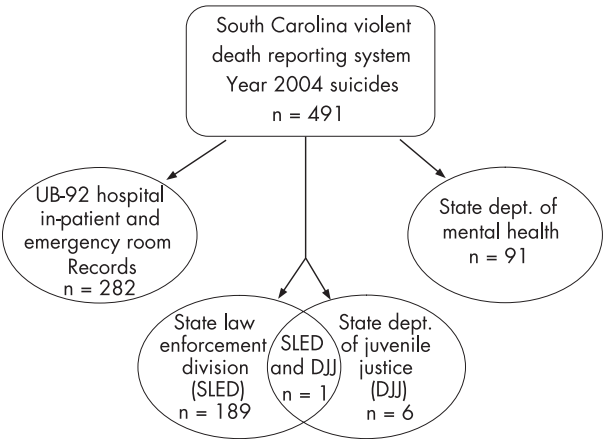 South Carolina violent
death reporting system
Year 2004 suicides
n = 491
UB-92 hospital
in-patient and
emergency room
Records
n = 282
State dept. of
mental health
n = 91
State law
enforcement
division
(SLED)
n = 189
SLED
and DJJ
n = 1
State dept.
of juvenile
justice
(DJJ)
n = 6